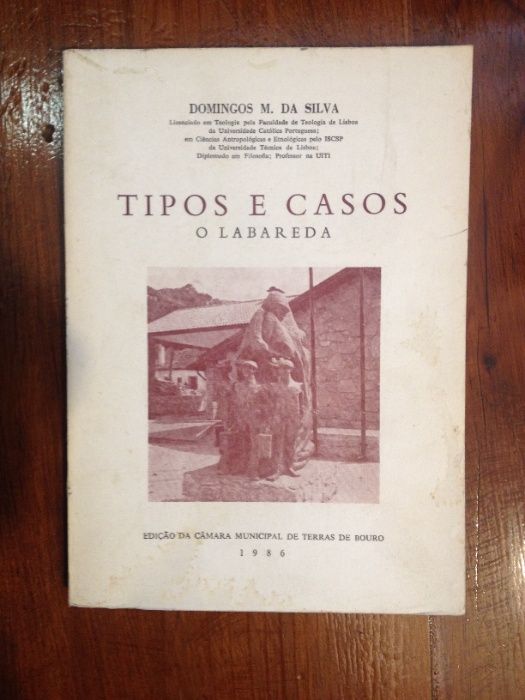 DOMINGOS M. DA SILVA
Licenciado em Teologia pela Faculdade de Teologia de Lisboa
da Universidade Católica Portuguesa;
em Ciências Antropológicas e Etnológicas pelo ISCSP
da Universidade Técnica de Lisboa;
Diplomado em Filosofia; Professor na UITI
TIPOS E CASOS
O LABAREDA
EDIÇÃO DA CÂMARA MUNICIPAL DE TERRAS DE BOURO
1986